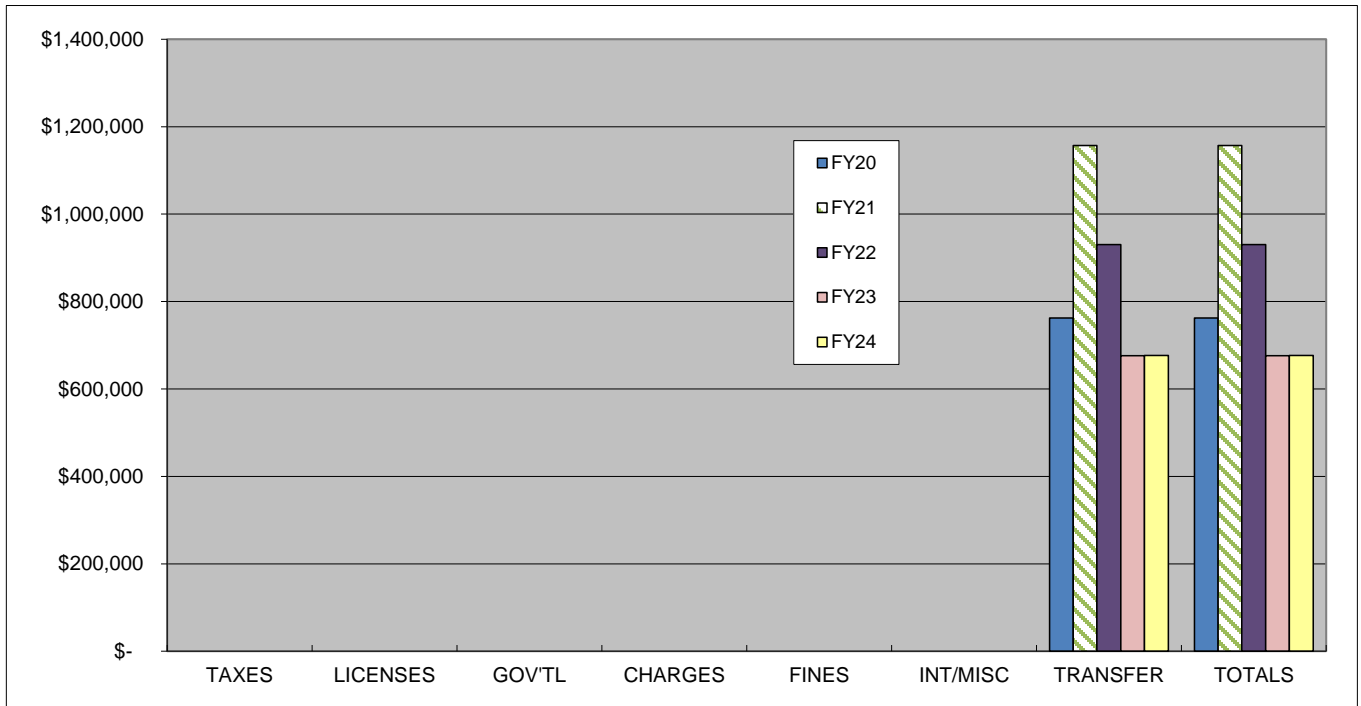 $1,400,000
$1,200,000
$1,000,000
$800,000
$600,000
$400,000
$200,000
$-
FY20
FY21
FY22
FY23
FY24
TAXES LICENSES GOV'TL CHARGES FINES INT/MISC TRANSFER TOTALS